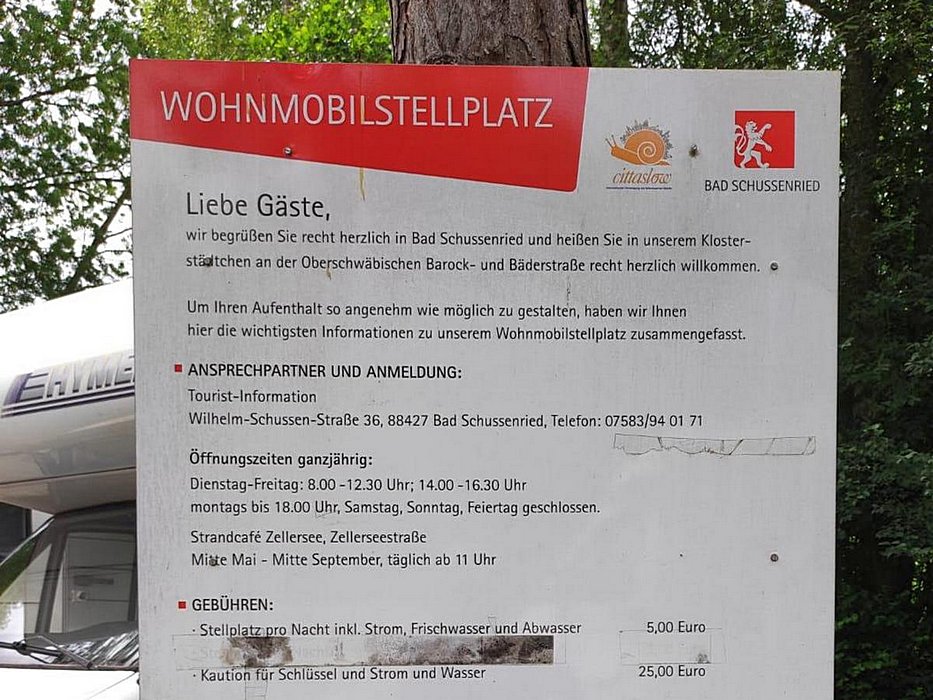 WOHNMOBILSTELLPLATZ
cittaslow
BAD SCHUSSENRIED
Liebe Gäste,
wir begrüßen Sie recht herzlich in Bad Schussenried und heißen Sie in unserem Kloster-
städtchen an der Oberschwäbischen Barock- und Bäderstraße recht herzlich willkommen.
Um Ihren Aufenthalt so angenehm wie möglich zu gestalten, haben wir Ihnen
hier die wichtigsten Informationen zu unserem Wohnmobilstellplatz zusammengefasst.
HYME
ANSPRECHPARTNER UND ANMELDUNG:
Tourist-Information
Wilhelm-Schussen-Straße 36, 88427 Bad Schussenried, Telefon: 07583/94 01 71
Öffnungszeiten ganzjährig:
Dienstag-Freitag: 8.00 -12.30 Uhr; 14.00 -16.30 Uhr
montags bis 18.00 Uhr, Samstag, Sonntag, Feiertag geschlossen.
Strandcafé Zellersee, Zellerseestraße
Mitte Mai - Mitte September, täglich ab 11 Uhr
GEBÜHREN:
· Stellplatz pro Nacht inkl. Strom, Frischwasser und Abwasser 5,00 Euro
· Kaution für Schlüssel und Strom und Wasser 25,00 Euro